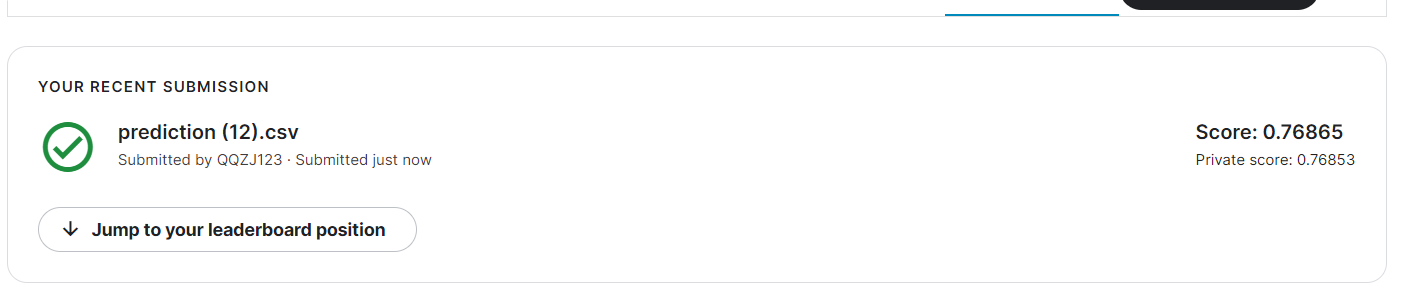 YOUR RECENT SUBMISSION
prediction (12).csv
Score: 0.76865
Submitted by QQZJ123 · Submitted just now
Private score: 0.76853
Jump to your leaderboard position